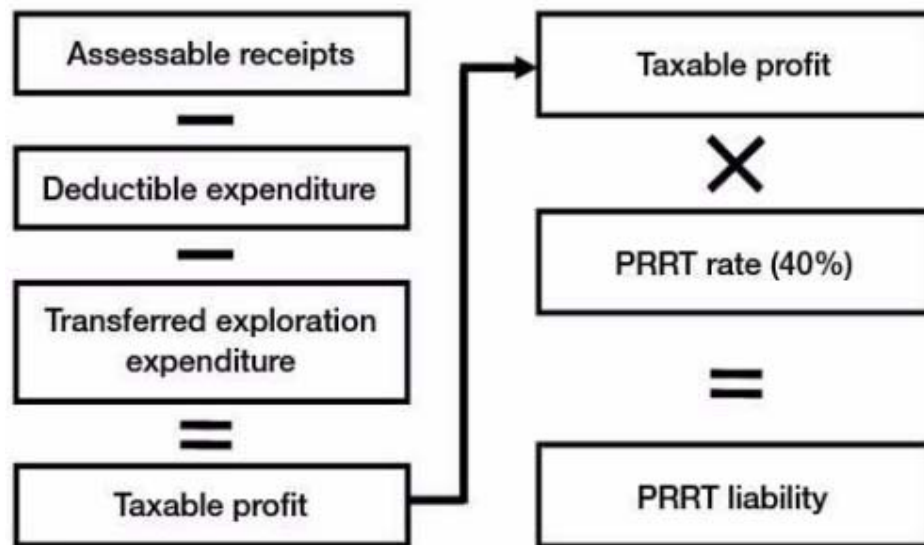 Assessable receipts
—
Deductible expenditure
—
Transferred exploration
expenditure
=
Taxable profit
Taxable profit
×
PRRT rate (40%)
=
PRRT liability